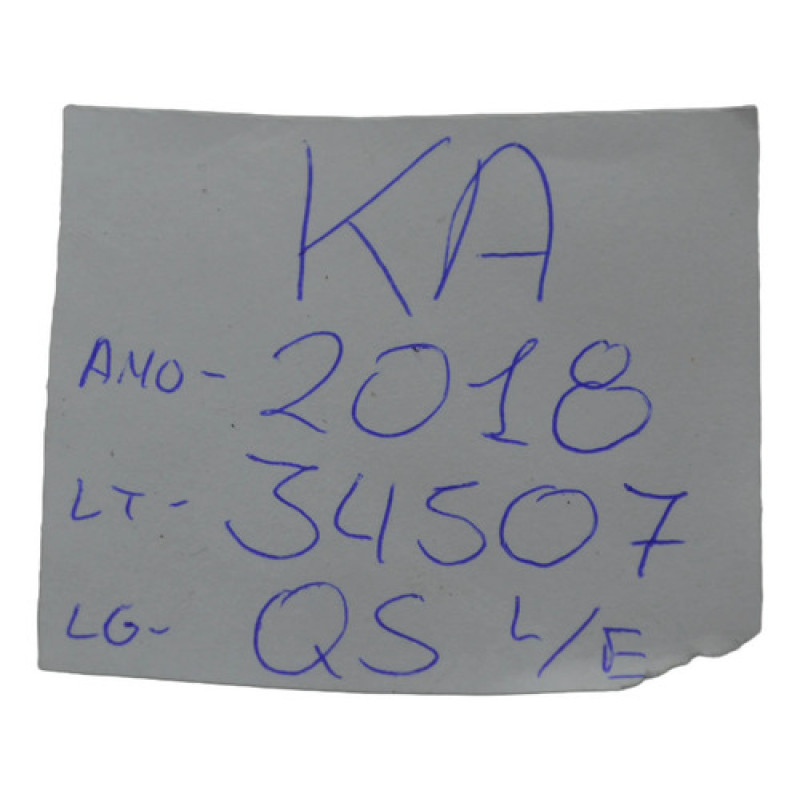 KA
ANO- 2018
LT- 34507
LG- QS L/E